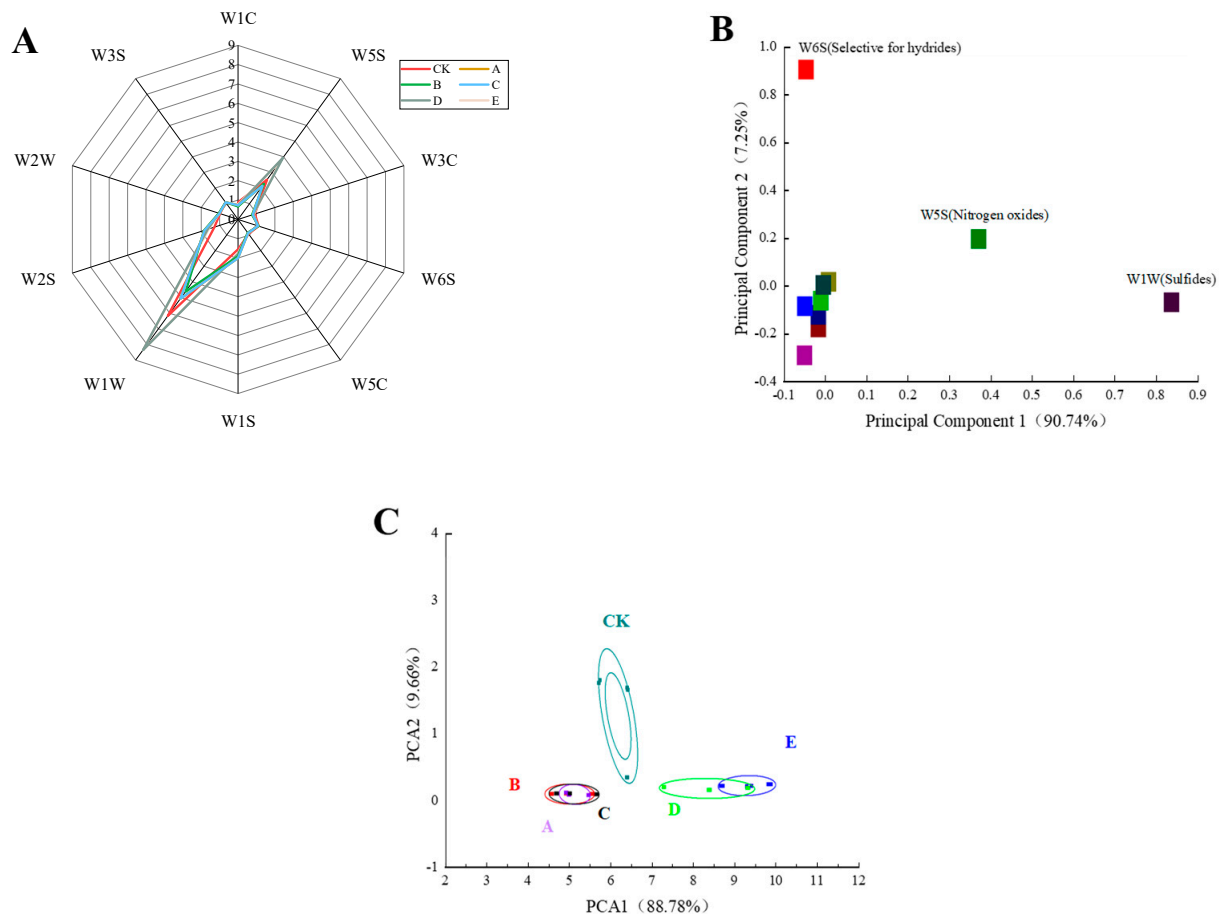 A
W1C
W3S
W5S
9
8
7
6
5
4
3
2
1
0
CK A
B C
D E
W2W
W3C
W2S
W6S
W1W
W5C
W1S
B
W6S(Selective for hydrides)
W5S(Nitrogen oxides)
W1W(Sulfides)
Principal Component 2（7.25%）
1.0
0.8
0.6
0.4
0.2
0.0
-0.2
-0.4
-0.1 0.0 0.1 0.2 0.3 0.4 0.5 0.6 0.7 0.8 0.9
Principal Component 1（90.74%）
C
PCA2（9.66%）
4
3
2
1
0
-1
CK
E
B
A
C
D
2 3 4 5 6 7 8 9 10 11 12
PCA1（88.78%）